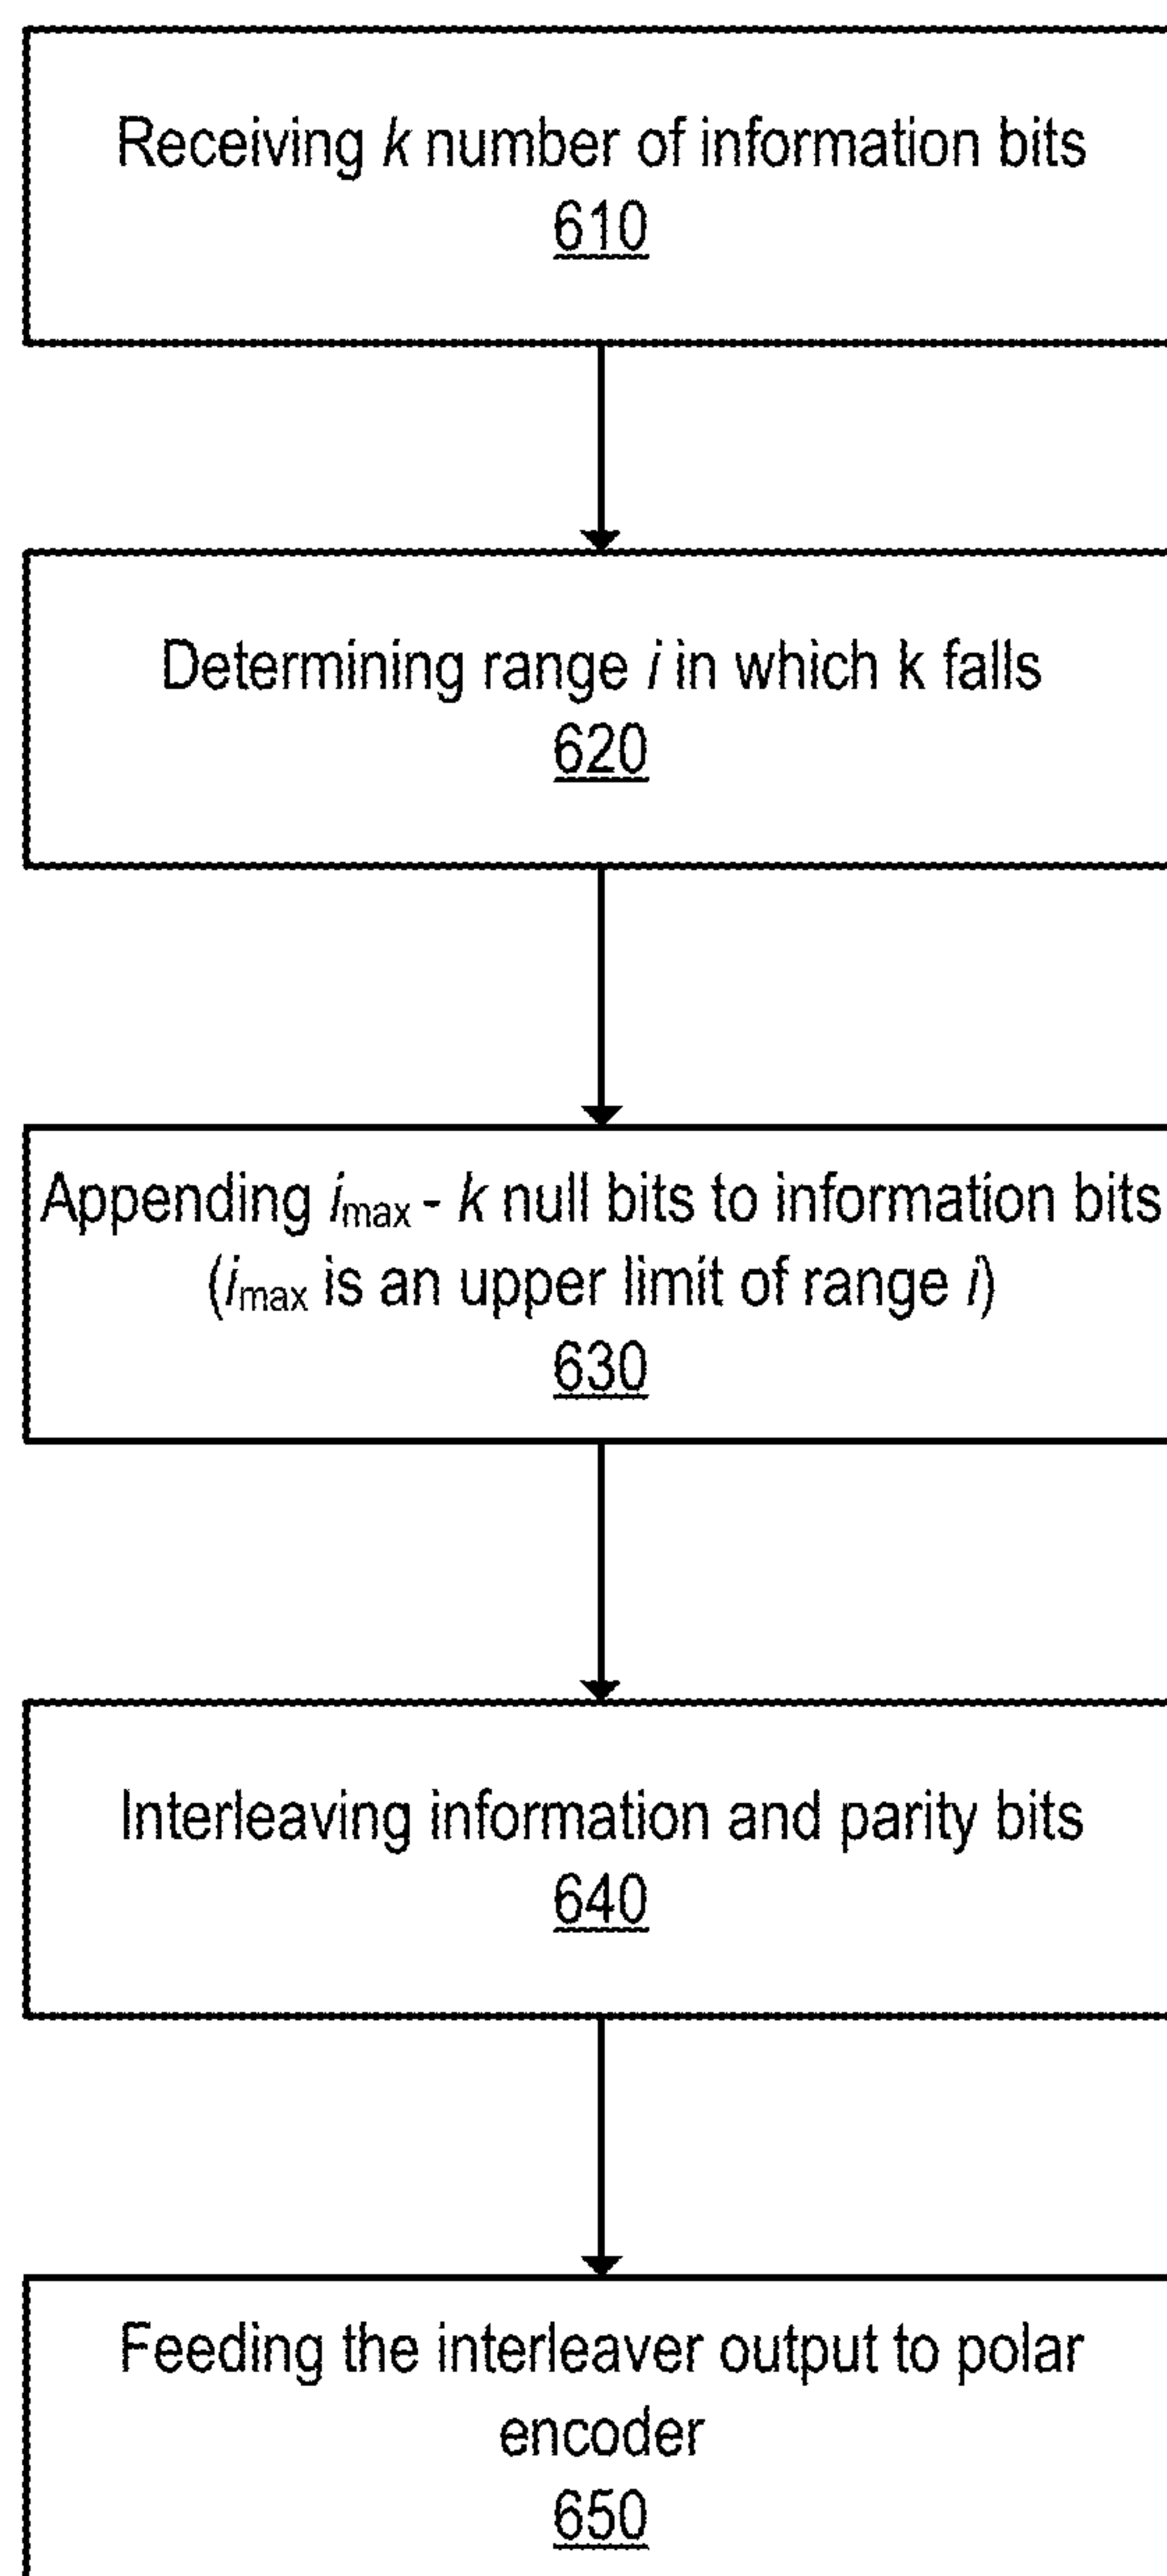 Receiving k number of information bits
610
Determining range i in which k falls
620
Appending imax - k null bits to information bits
(imax is an upper limit of range i)
630
Interleaving information and parity bits
640
Feeding the interleaver output to polar
encoder
650